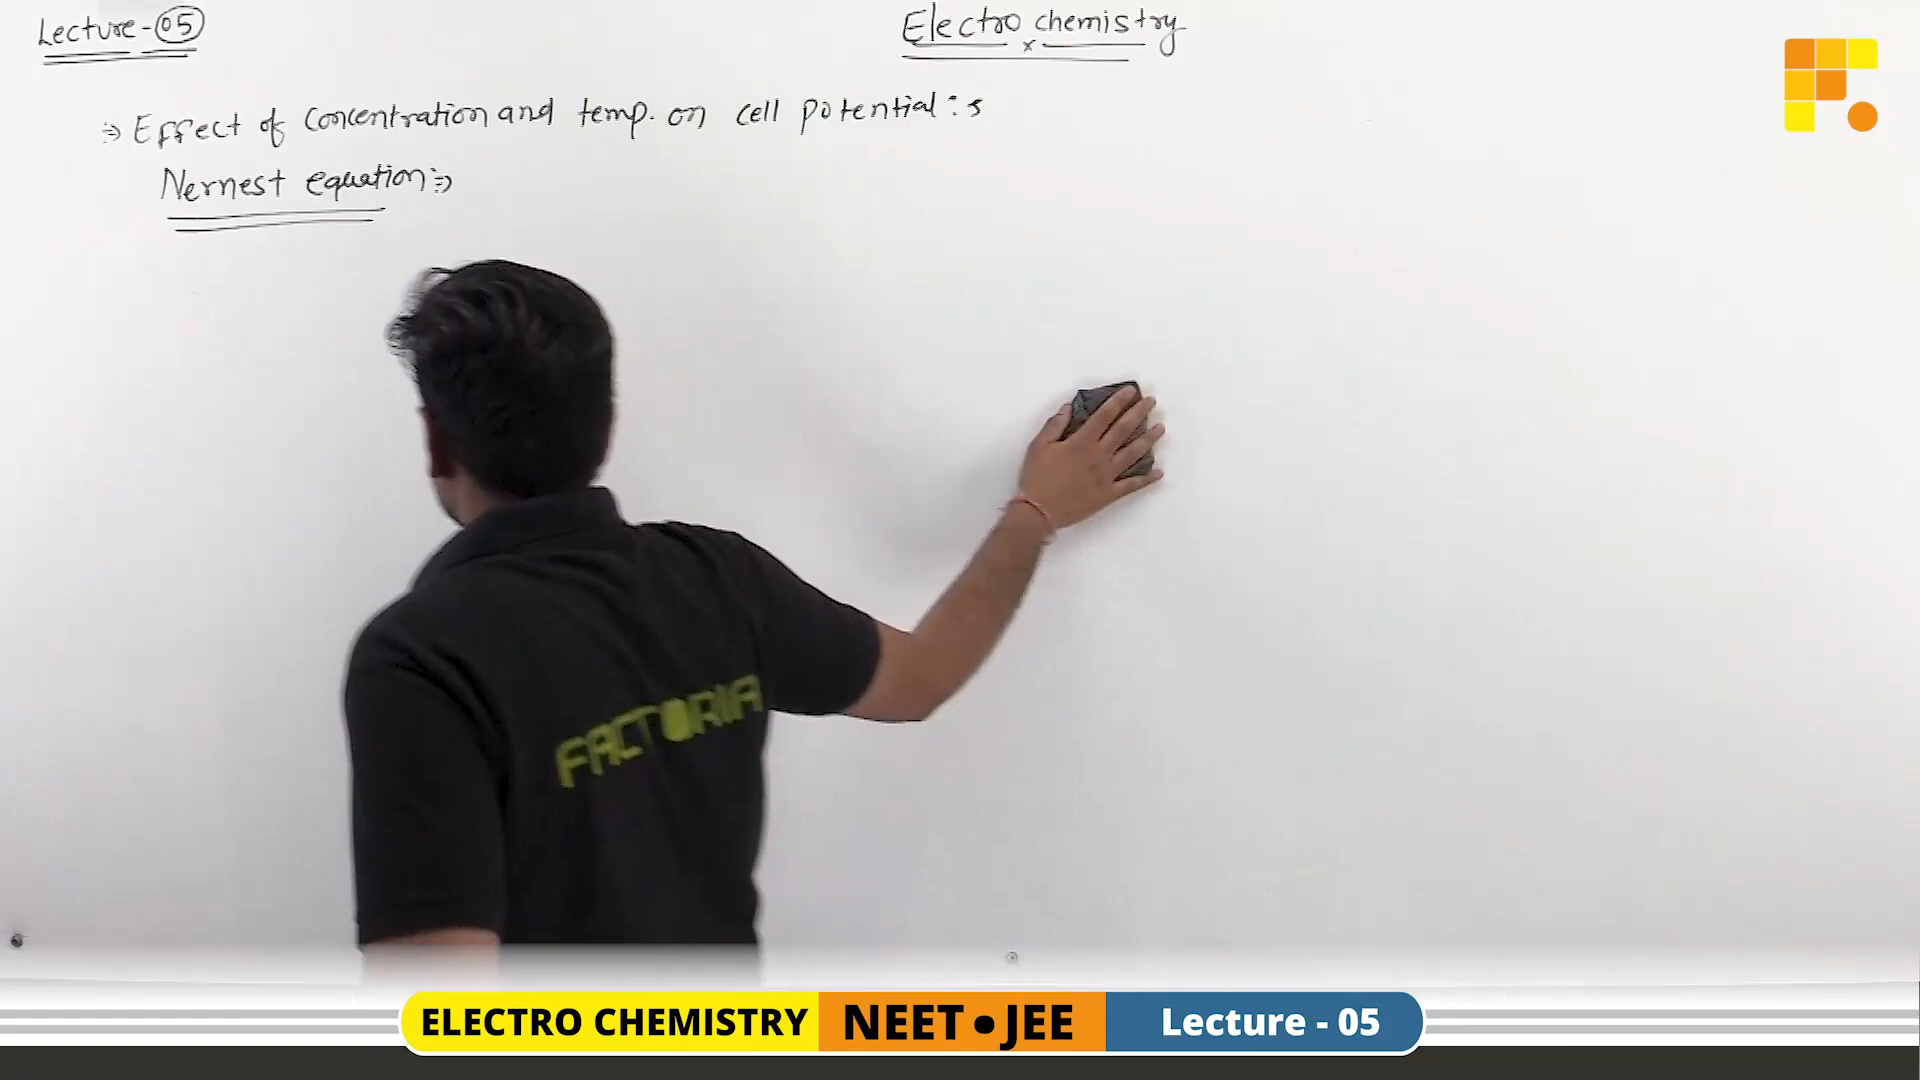 Lecture-05
Electro chemistry
⇒ Effect of concentration and temp. on cell potential :⇒
Nernest equation :⇒
FACTORIA
ELECTRO CHEMISTRY
NEET • JEE
Lecture - 05